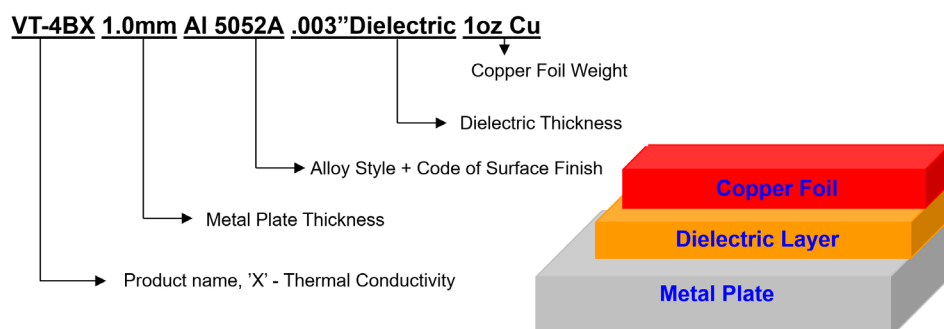 VT-4BX 1.0mm Al 5052A .003”Dielectric 1oz Cu
Copper Foil Weight
Dielectric Thickness
Alloy Style + Code of Surface Finish
Metal Plate Thickness
Product name, ’X’ - Thermal Conductivity
Copper Foil
Dielectric Layer
Metal Plate